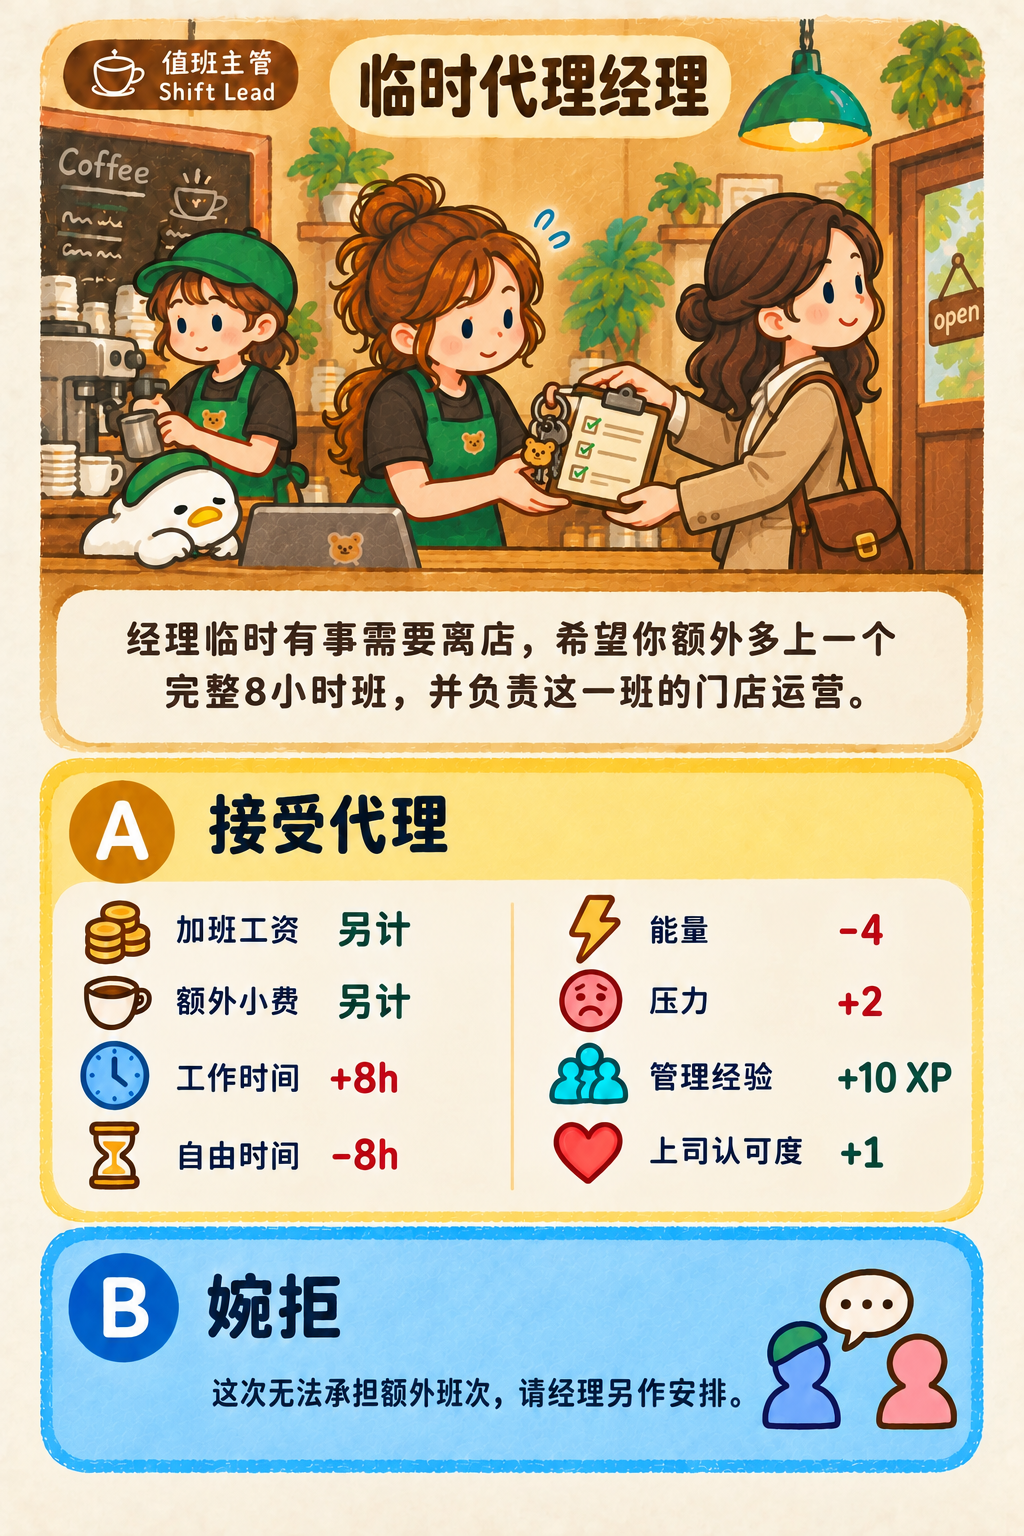 值班主管
Shift Lead
临时代理经理
Coffee
open
经理临时有事需要离店，希望你额外多上一个
完整8小时班，并负责这一班的门店运营。
A 接受代理
加班工资 另计
额外小费 另计
工作时间 +8h
自由时间 -8h
能量 -4
压力 +2
管理经验 +10 XP
上司认可度 +1
B 婉拒
这次无法承担额外班次，请经理另作安排。